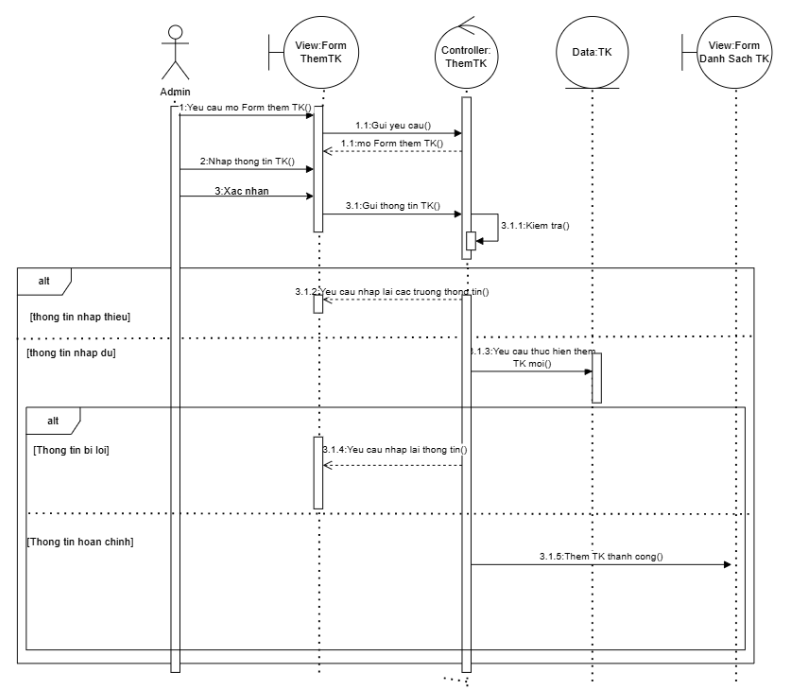 View:Form
ThemTK
Controller:
ThemTK
Data:TK
View:Form
Danh Sach TK
Admin
1:Yeu cau mo Form them TK()
1.1:Gui yeu cau()
1.1:mo Form them TK()
2:Nhap thong tin TK()
3:Xac nhan
3.1:Gui thong tin TK()
3.1.1:Kiem tra()
alt
3.1.2:Yeu cau nhap lai cac truong thong tin()
[thong tin nhap thieu]
[thong tin nhap du]
3.1.3:Yeu cau thuc hien them
TK moi()
alt
[Thong tin bi loi]
3.1.4:Yeu cau nhap lai thong tin()
[Thong tin hoan chinh]
3.1.5:Them TK thanh cong()